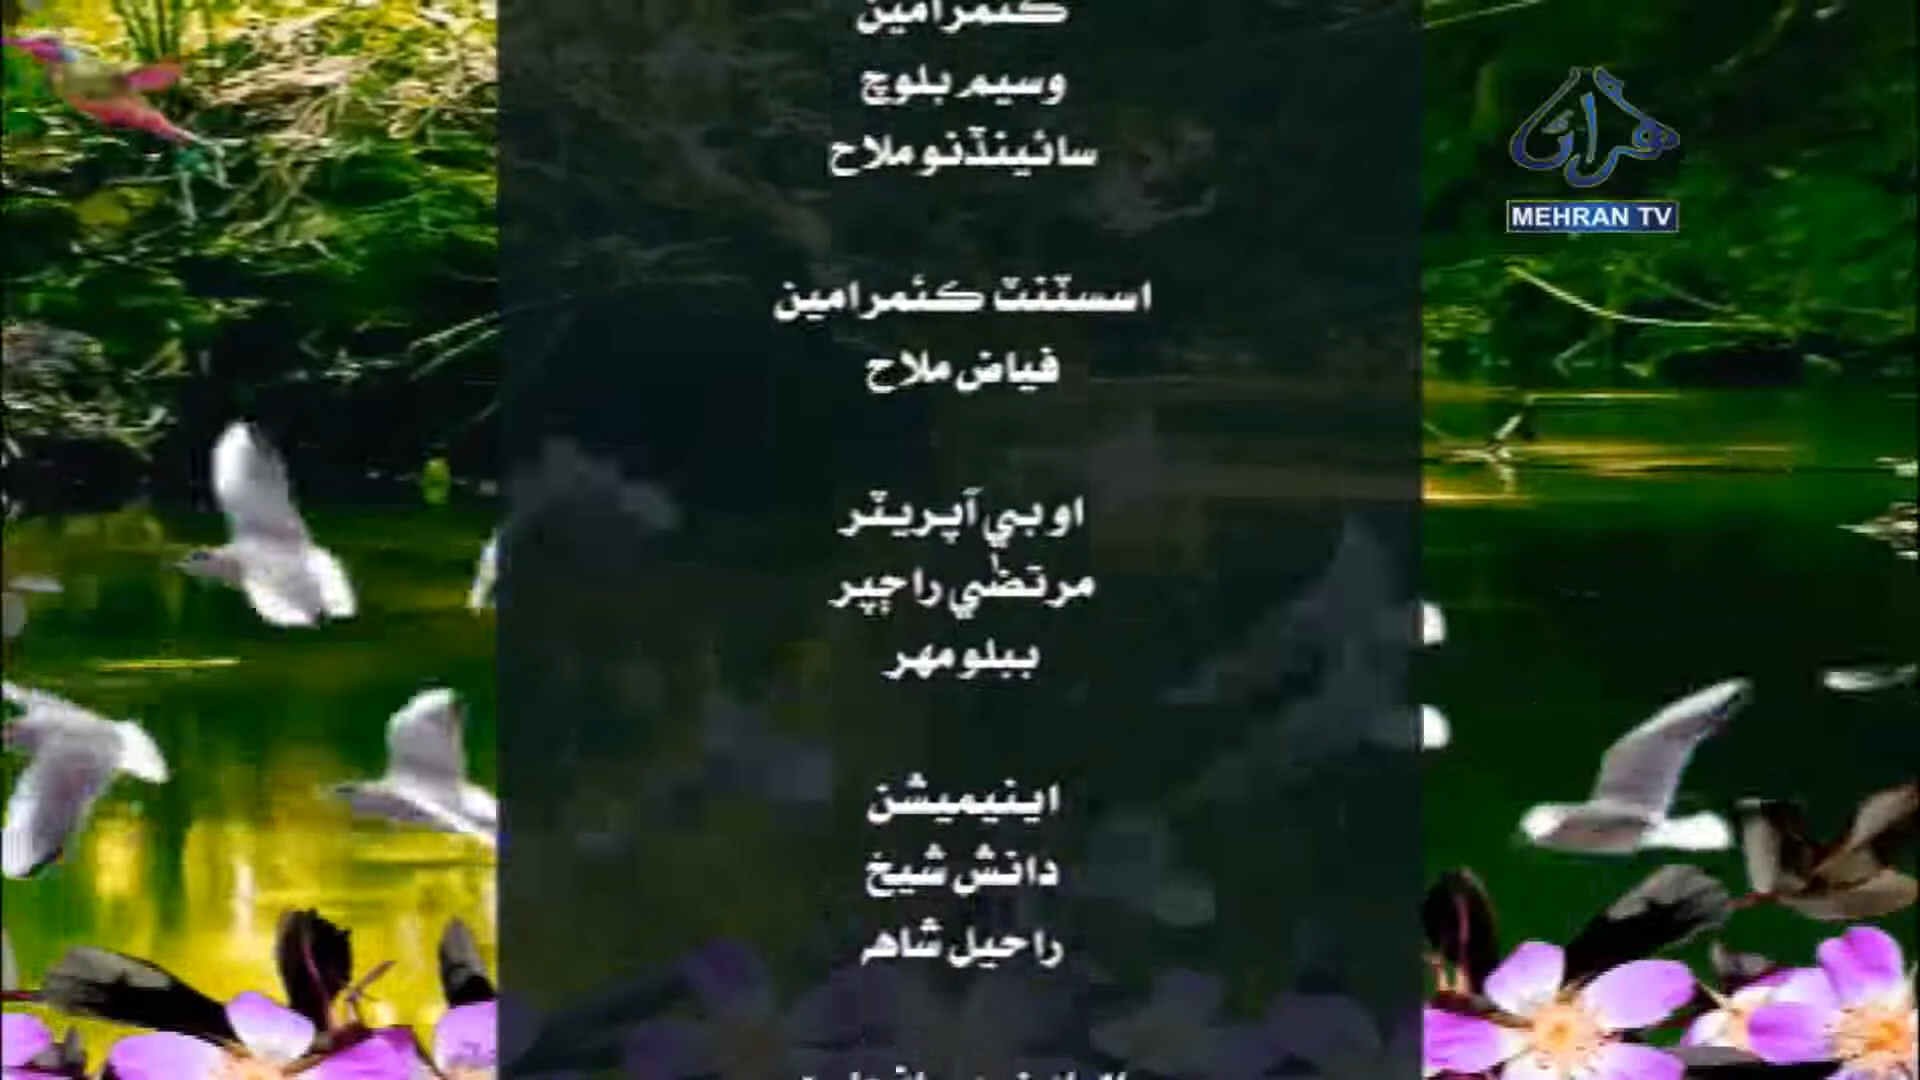 ڪئمرامين
وسيم بلوچ
سائينڏنو ملاح
مهراڻ
MEHRAN TV
اسسٽنٽ ڪئمرامين
فياض ملاح
او بي آپريٽر
مرتضيٰ راڄپر
ببلو مهر
اينيميشن
دانش شيخ
راحيل شاهه